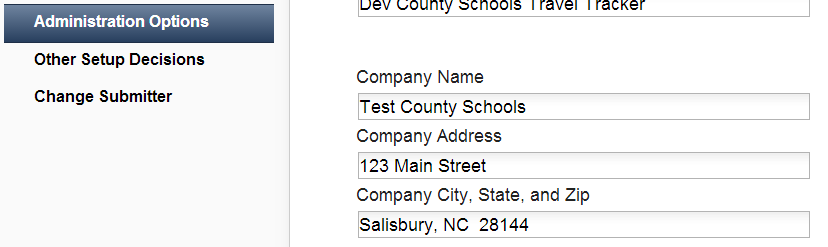 Administration Options
Other Setup Decisions
Change Submitter
Dev County Schools Travel Tracker
Company Name
Test County Schools
Company Address
123 Main Street
Company City, State, and Zip
Salisbury, NC  28144